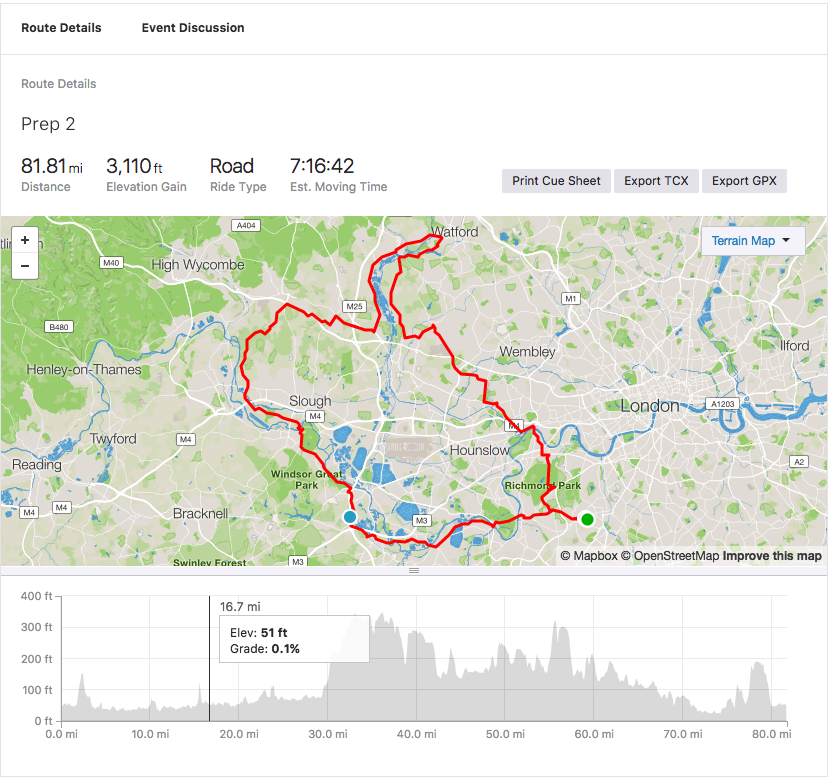 Route Details Event Discussion
Route Details
Prep 2
81.81 mi 3,110 ft Road 7:16:42
Distance Elevation Gain Ride Type Est. Moving Time
Print Cue Sheet Export TCX Export GPX
+
−
A404
Watford
Terrain Map
M40
High Wycombe
M25
M1
B480
Wembley
Ilford
Henley-on-Thames
Slough
London
A1203
M4
M4
Twyford
M4
Hounslow
Reading
A2
Windsor Great
Park
Richmond Park
M4
M4
Bracknell
M3
M3
Swinley Forest
© Mapbox © OpenStreetMap Improve this map
400 ft
16.7 mi
300 ft
Elev: 51 ft
Grade: 0.1%
200 ft
100 ft
0 ft
0.0 mi 10.0 mi 20.0 mi 30.0 mi 40.0 mi 50.0 mi 60.0 mi 70.0 mi 80.0 mi